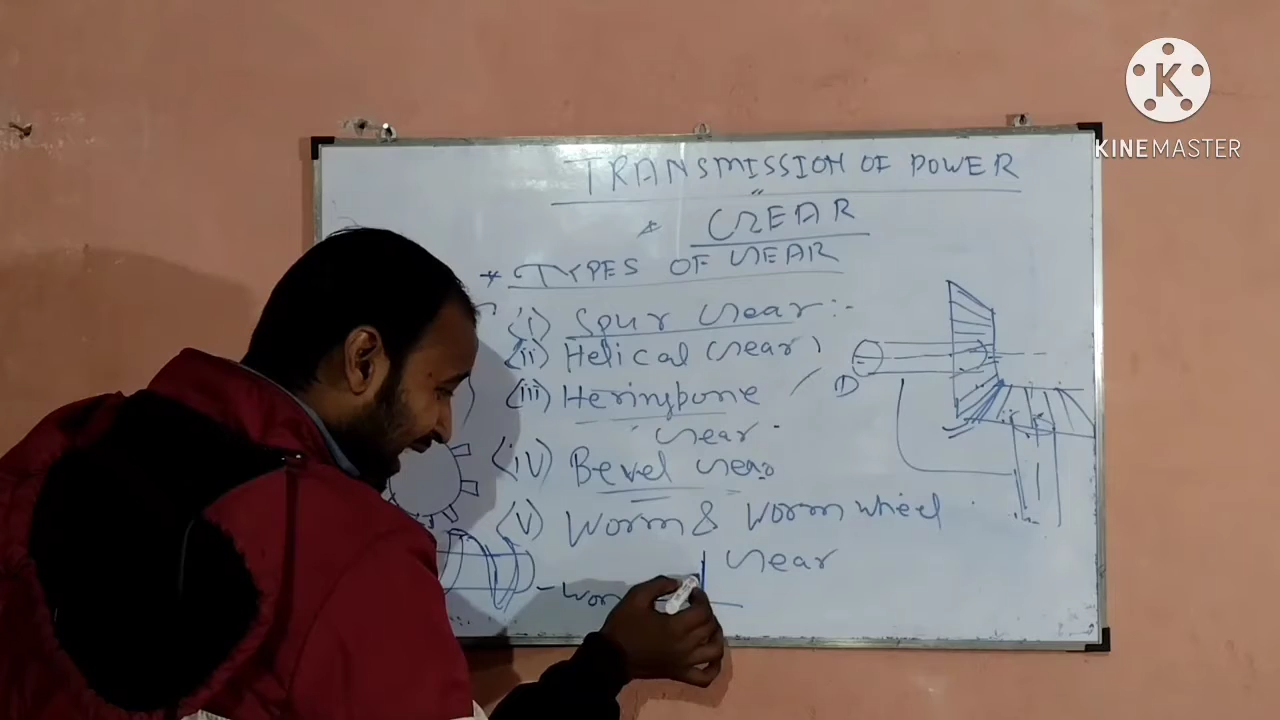 TRANSMISSION OF POWER
GEAR
* TYPES OF GEAR
(i) Spur Gear :-
(ii) Helical Gear
(iii) Heringbone
Gear
(iv) Bevel Gear
(v) Worm & Worm wheel
Gear
D
K
KINEMASTER